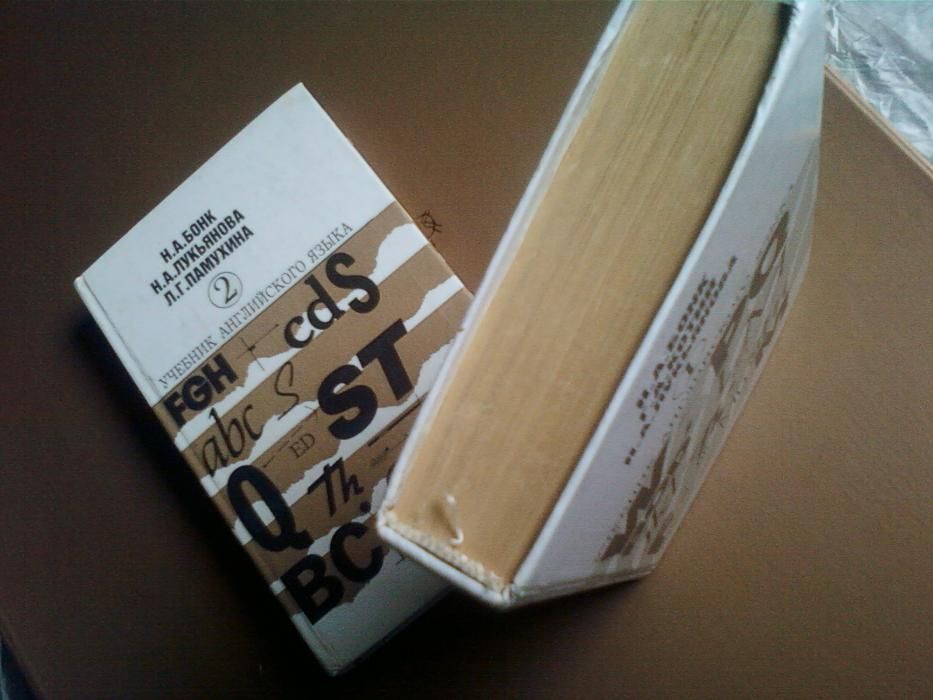 Н.А.БОНК
Н.А.ЛУКЬЯНОВА
Л.Г.ПАМУХИНА
2
УЧЕБНИК АНГЛИЙСКОГО ЯЗЫКА
FGH cdS
abc S ST
ED
Q Th
BC